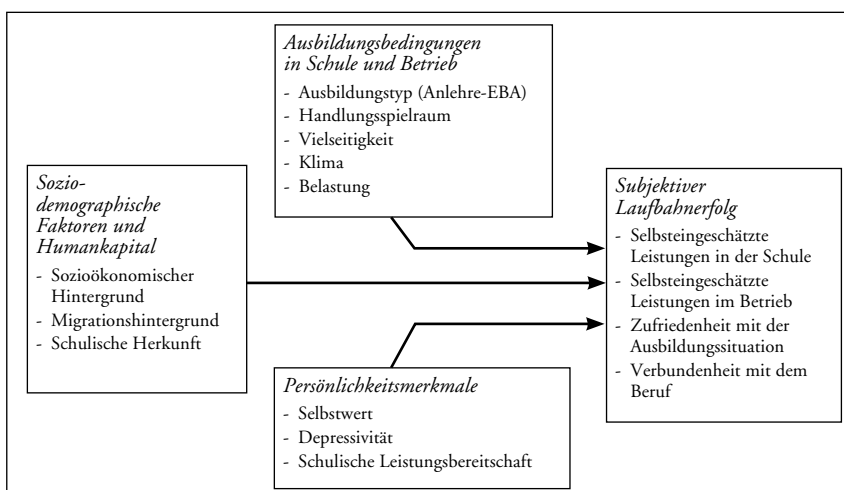 Ausbildungsbedingungen
in Schule und Betrieb
- Ausbildungstyp (Anlehre-EBA)
- Handlungsspielraum
- Vielseitigkeit
- Klima
- Belastung
Sozio-
demographische
Faktoren und
Humankapital
- Sozioökonomischer
Hintergrund
- Migrationshintergrund
- Schulische Herkunft
Persönlichkeitsmerkmale
- Selbstwert
- Depressivität
- Schulische Leistungsbereitschaft
Subjektiver
Laufbahnerfolg
- Selbsteingeschätzte
Leistungen in der Schule
- Selbsteingeschätzte
Leistungen im Betrieb
- Zufriedenheit mit der
Ausbildungssituation
- Verbundenheit mit dem
Beruf